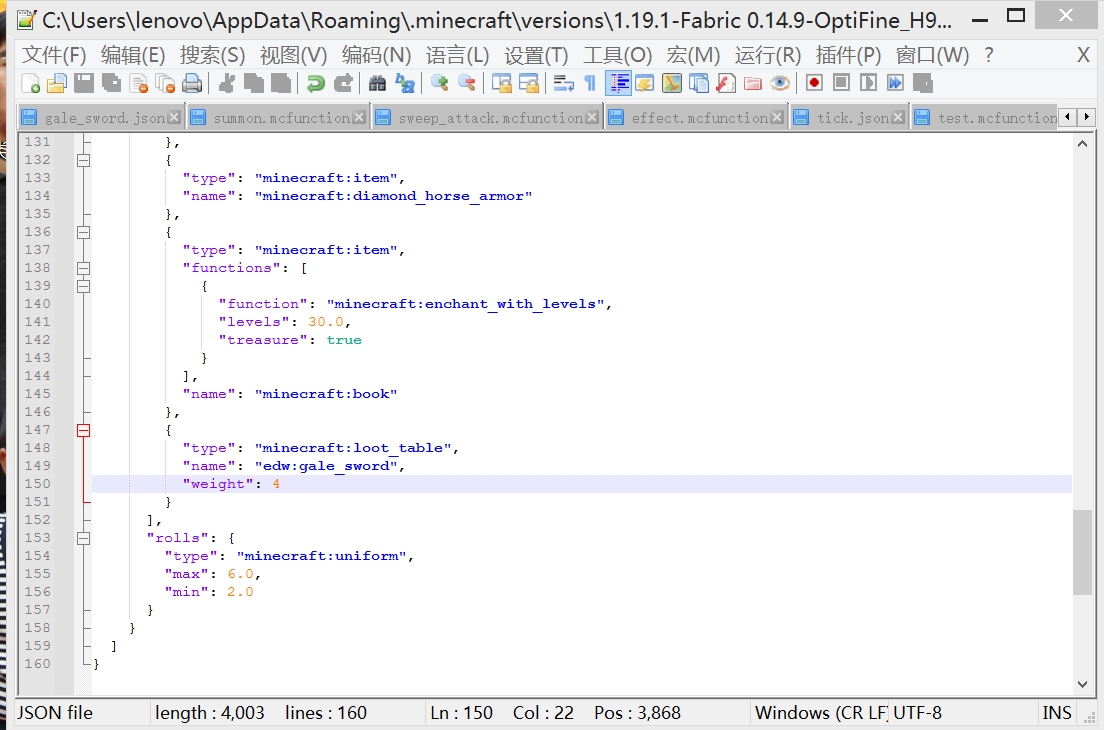 C:\Users\lenovo\AppData\Roaming\.minecraft\versions\1.19.1-Fabric 0.14.9-OptiFine_H9...
文件(F) 编辑(E) 搜索(S) 视图(V) 编码(N) 语言(L) 设置(T) 工具(O) 宏(M) 运行(R) 插件(P) 窗口(W) ? X
gale_sword.json summon.mcfunction sweep_attack.mcfunction effect.mcfunction tick.json test.mcfunction
131 },
132 {
133 "type": "minecraft:item",
134 "name": "minecraft:diamond_horse_armor"
135 },
136 {
137 "type": "minecraft:item",
138 "functions": [
139 {
140 "function": "minecraft:enchant_with_levels",
141 "levels": 30.0,
142 "treasure": true
143 }
144 ],
145 "name": "minecraft:book"
146 },
147 {
148 "type": "minecraft:loot_table",
149 "name": "edw:gale_sword",
150 "weight": 4
151 }
152 ],
153 "rolls": {
154 "type": "minecraft:uniform",
155 "max": 6.0,
156 "min": 2.0
157 }
158 }
159 ]
160 }
JSON file length : 4,003 lines : 160 Ln : 150 Col : 22 Pos : 3,868 Windows (CR LF) UTF-8 INS